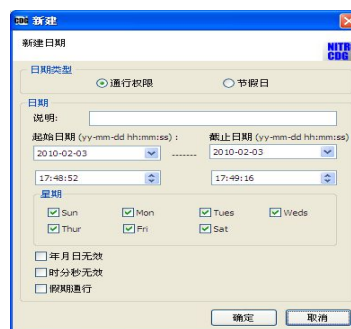 CDG 新建
新建日期
NITR
CDG
日期类型
通行权限 节假日
日期
说明:
起始日期 (yy-mm-dd hh:mm:ss) : 截止日期 (yy-mm-dd hh:mm:ss)
2010-02-03 ------- 2010-02-03
17:48:52 17:49:16
星期
Sun Mon Tues Weds
Thur Fri Sat
年月日无效
时分秒无效
假期通行
确定 取消